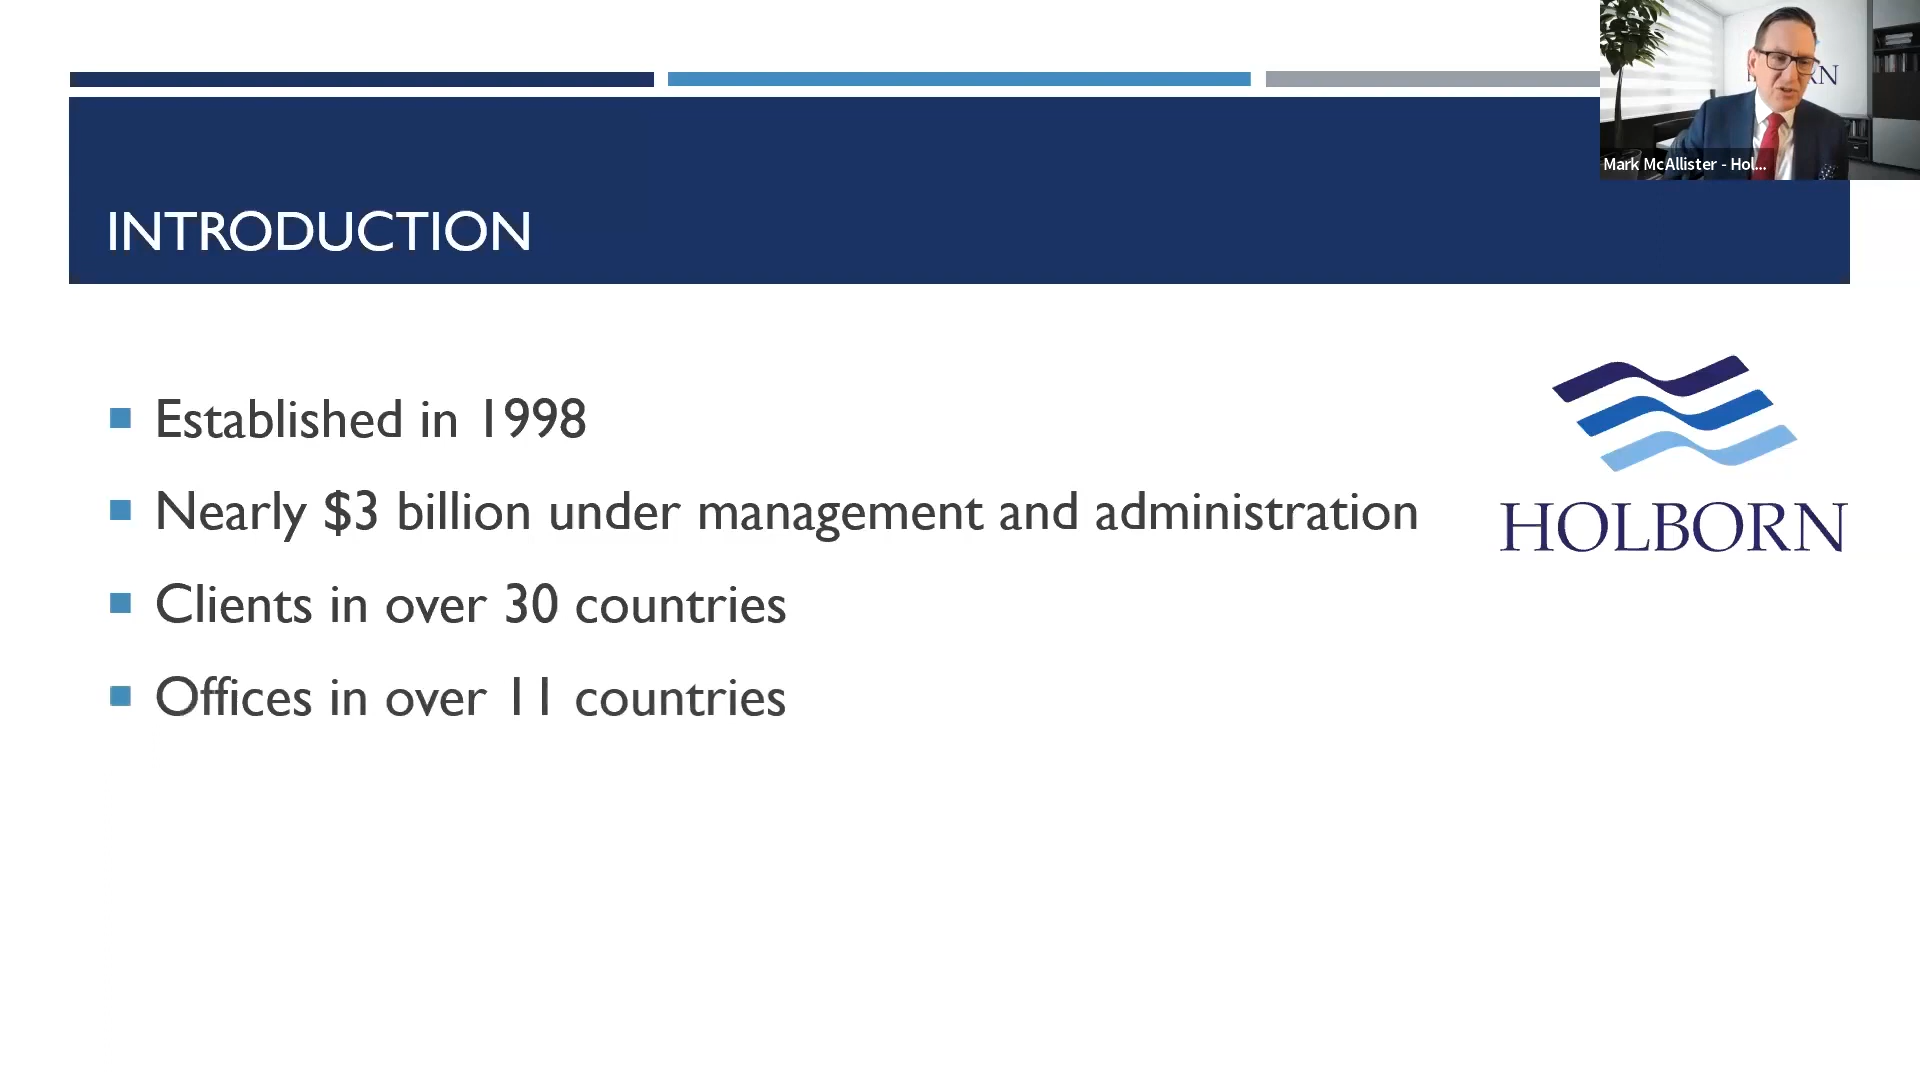 INTRODUCTION
Mark McAllister - Hol...
Established in 1998
Nearly $3 billion under management and administration
Clients in over 30 countries
Offices in over 11 countries
HOLBORN